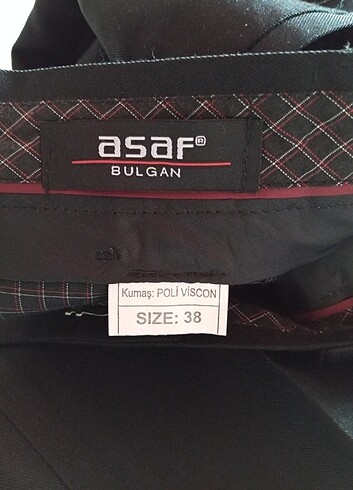 asaf®
BULGAN
Kumaş: POLİ VİSCON
SIZE: 38